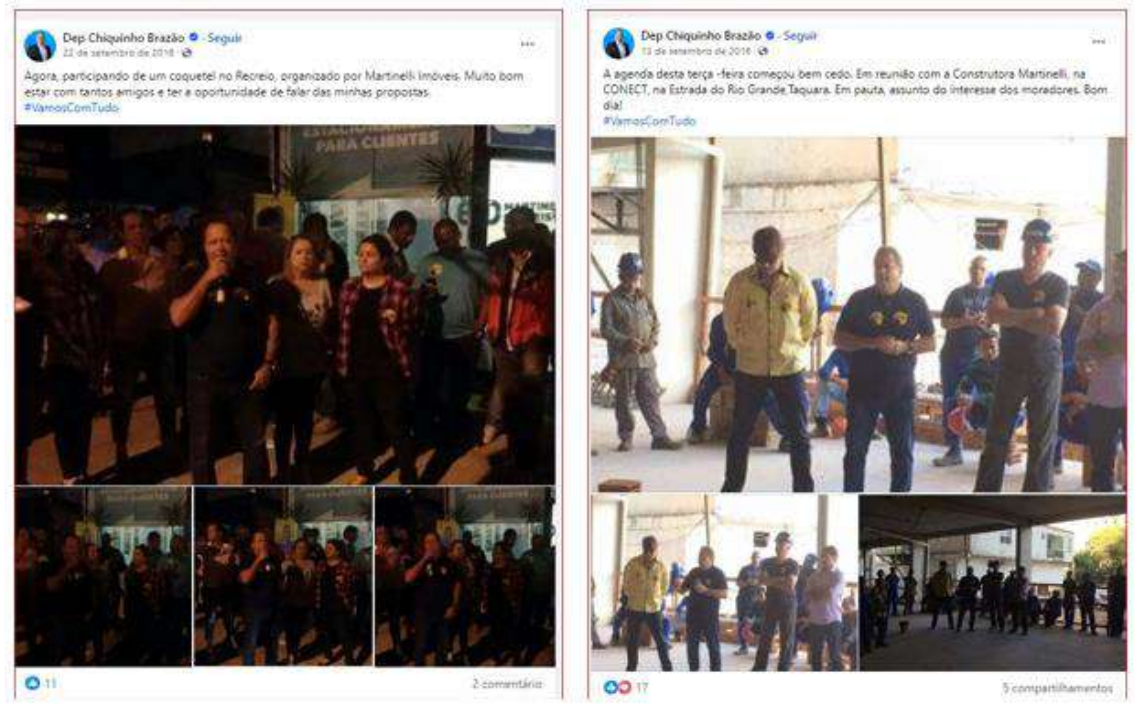 Dep Chiquinho Brazão · Seguir
22 de setembro de 2016
Agora, participando de um coquetel no Recreio, organizado por Martinelli Imóveis. Muito bom
estar com tantos amigos e ter a oportunidade de falar das minhas propostas.
#VamosComTudo
ESTACIONAMENTO
PARA CLIENTES
11
2 comentário
Dep Chiquinho Brazão · Seguir
13 de setembro de 2016
A agenda desta terça -feira começou bem cedo. Em reunião com a Construtora Martinelli, na
CONECT, na Estrada do Rio Grande,Taquara. Em pauta, assunto do interesse dos moradores. Bom
dia!
#VamosComTudo
17
5 compartilhamentos